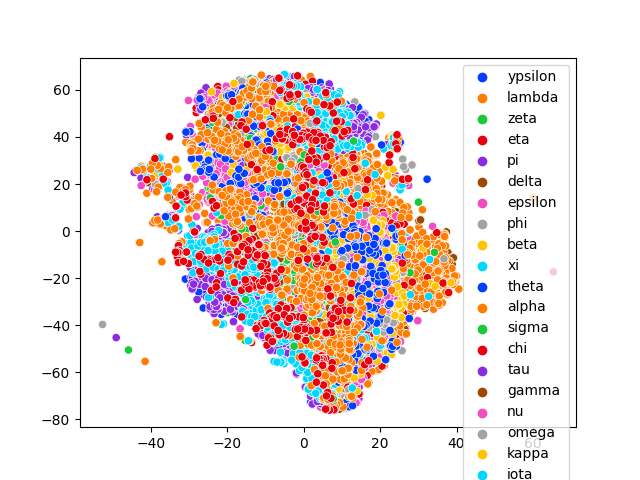 60
40
20
0
−20
−40
−60
−80
−40
−20
0
20
40
60
ypsilon
lambda
zeta
eta
pi
delta
epsilon
phi
beta
xi
theta
alpha
sigma
chi
tau
gamma
nu
omega
kappa
iota